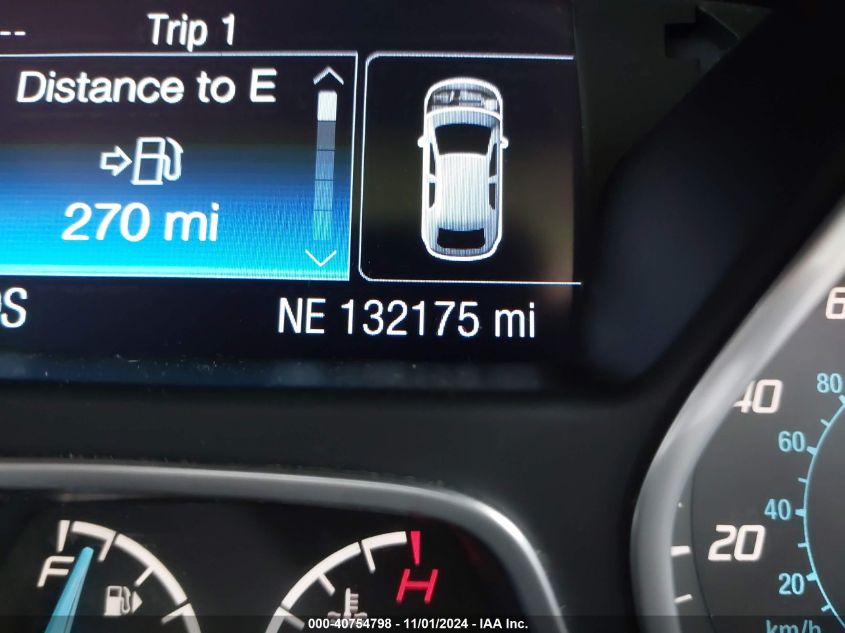 Trip 1
Distance to E
270 mi
NE 132175 mi
F
H
6
40
20
80
60
40
20
km/h
000-40754798 - 11/01/2024 - IAA Inc.